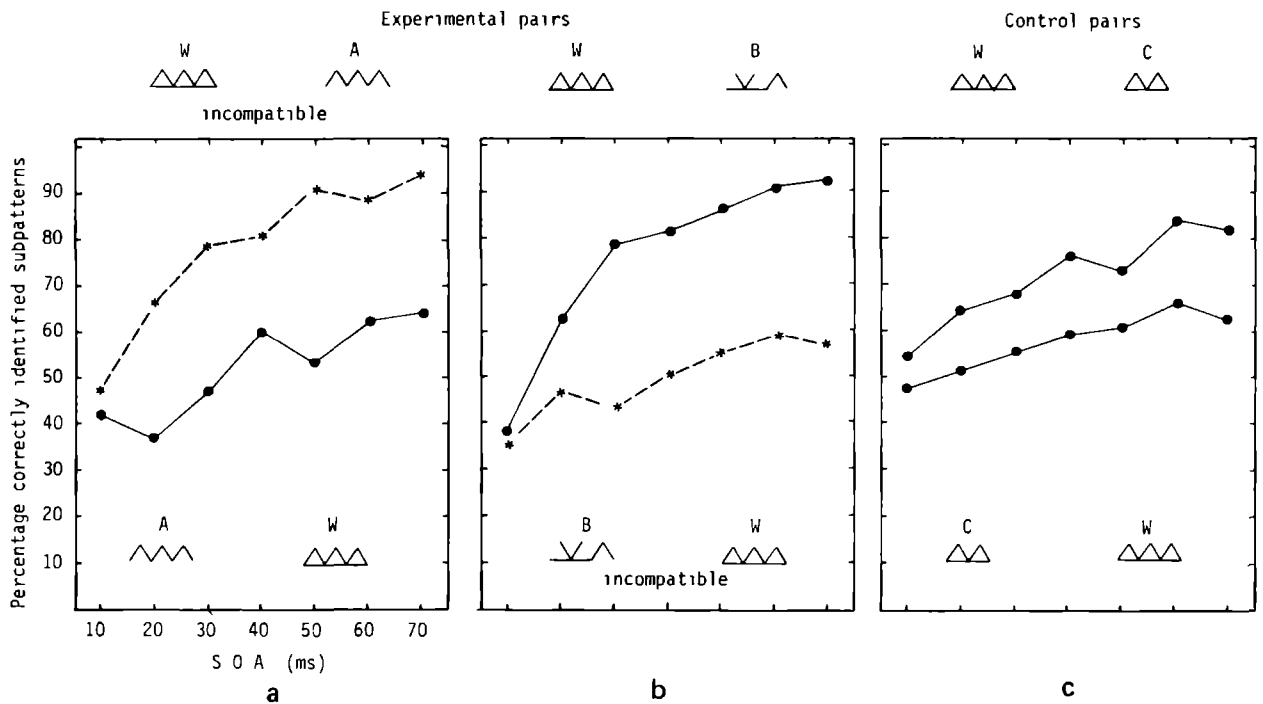 Experimental pairs
Control pairs
W A
W B
W C
incompatible
Percentage correctly identified subpatterns
90
80
70
60
50
40
30
20
10
A W
B W
C W
incompatible
10 20 30 40 50 60 70
S O A (ms)
a b c